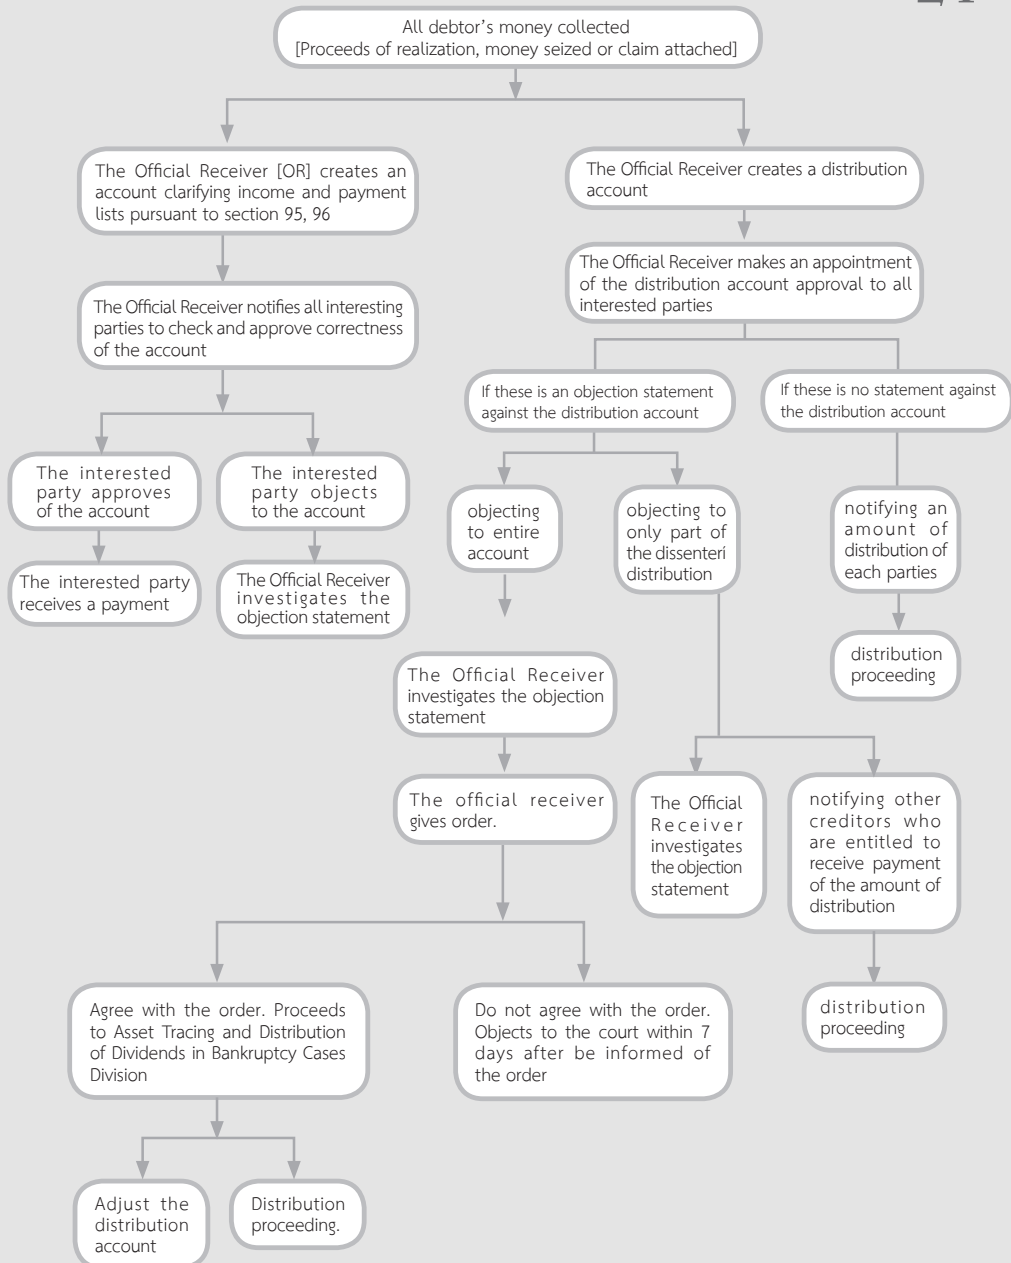 All debtor's money collected
[Proceeds of realization, money seized or claim attached]
The Official Receiver [OR] creates an
account clarifying income and payment
lists pursuant to section 95, 96
The Official Receiver creates a distribution
account
The Official Receiver notifies all interesting
parties to check and approve correctness
of the account
The Official Receiver makes an appointment
of the distribution account approval to all
interested parties
If these is an objection statement
against the distribution account
If these is no statement against
the distribution account
The interested
party approves
of the account
The interested
party objects
to the account
objecting
to entire
account
objecting to
only part of
the dissenterí
distribution
notifying an
amount of
distribution of
each parties
The interested party
receives a payment
The Official Receiver
investigates the
objection statement
distribution
proceeding
The Official Receiver
investigates the objection
statement
The official receiver
gives order.
The Official
Receiver
investigates
the objection
statement
notifying other
creditors who
are entitled to
receive payment
of the amount of
distribution
distribution
proceeding
Agree with the order. Proceeds
to Asset Tracing and Distribution
of Dividends in Bankruptcy Cases
Division
Do not agree with the order.
Objects to the court within 7
days after be informed of
the order
Adjust the
distribution
account
Distribution
proceeding.